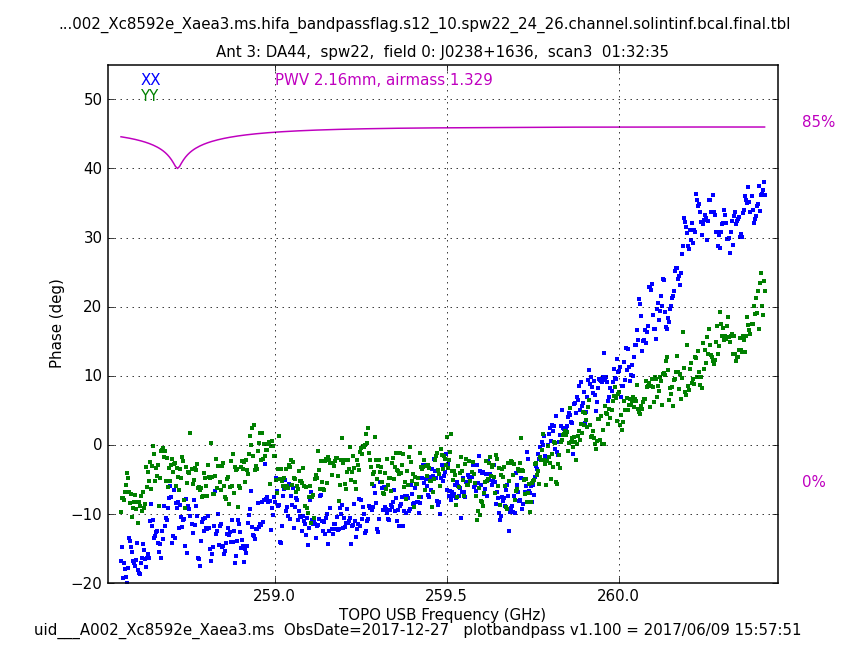 ...002_Xc8592e_Xaea3.ms.hifa_bandpassflag.s12_10.spw22_24_26.channel.solintinf.bcal.final.tbl
Ant 3: DA44,  spw22,  field 0: J0238+1636,  scan3  01:32:35
XX
PWV 2.16mm, airmass 1.329
YY
50
85%
40
30
20
10
0
0%
−10
−20
Phase (deg)
259.0
259.5
260.0
TOPO USB Frequency (GHz)
uid___A002_Xc8592e_Xaea3.ms  ObsDate=2017-12-27   plotbandpass v1.100 = 2017/06/09 15:57:51